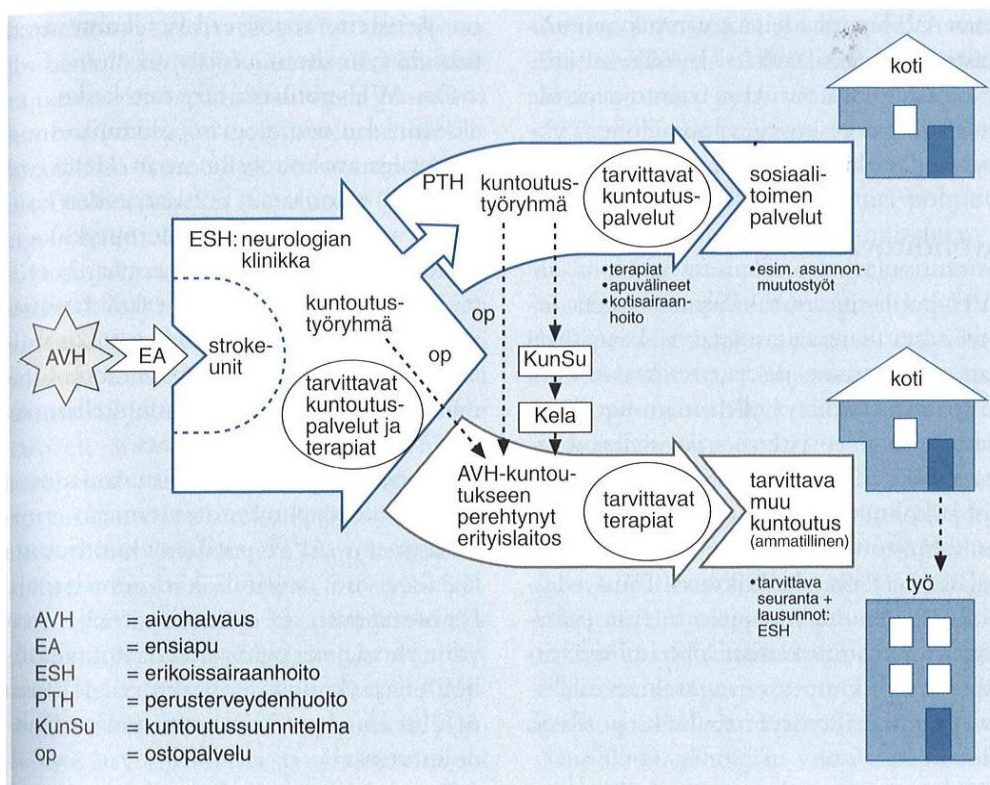 koti
PTH
kuntoutus-
työryhmä
tarvittavat
kuntoutus-
palvelut
sosiaali-
toimen
palvelut
ESH: neurologian
klinikka
•terapiat
•apuvälineet
•kotisairaan-
hoito
•esim. asunnon-
muutostyöt
kuntoutus-
työryhmä
op
op
AVH
EA
stroke-
unit
KunSu
koti
tarvittavat
kuntoutus-
palvelut ja
terapiat
Kela
AVH-kuntou-
tukseen
perehtynyt
erityislaitos
tarvittavat
terapiat
tarvittava
muu
kuntoutus
(ammatillinen)
•tarvittava
seuranta-
lausunnot:
ESH
työ
AVH = aivohalvaus
EA = ensiapu
ESH = erikoissairaanhoito
PTH = perusterveydenhuolto
KunSu = kuntoutussuunnitelma
op = ostopalvelu